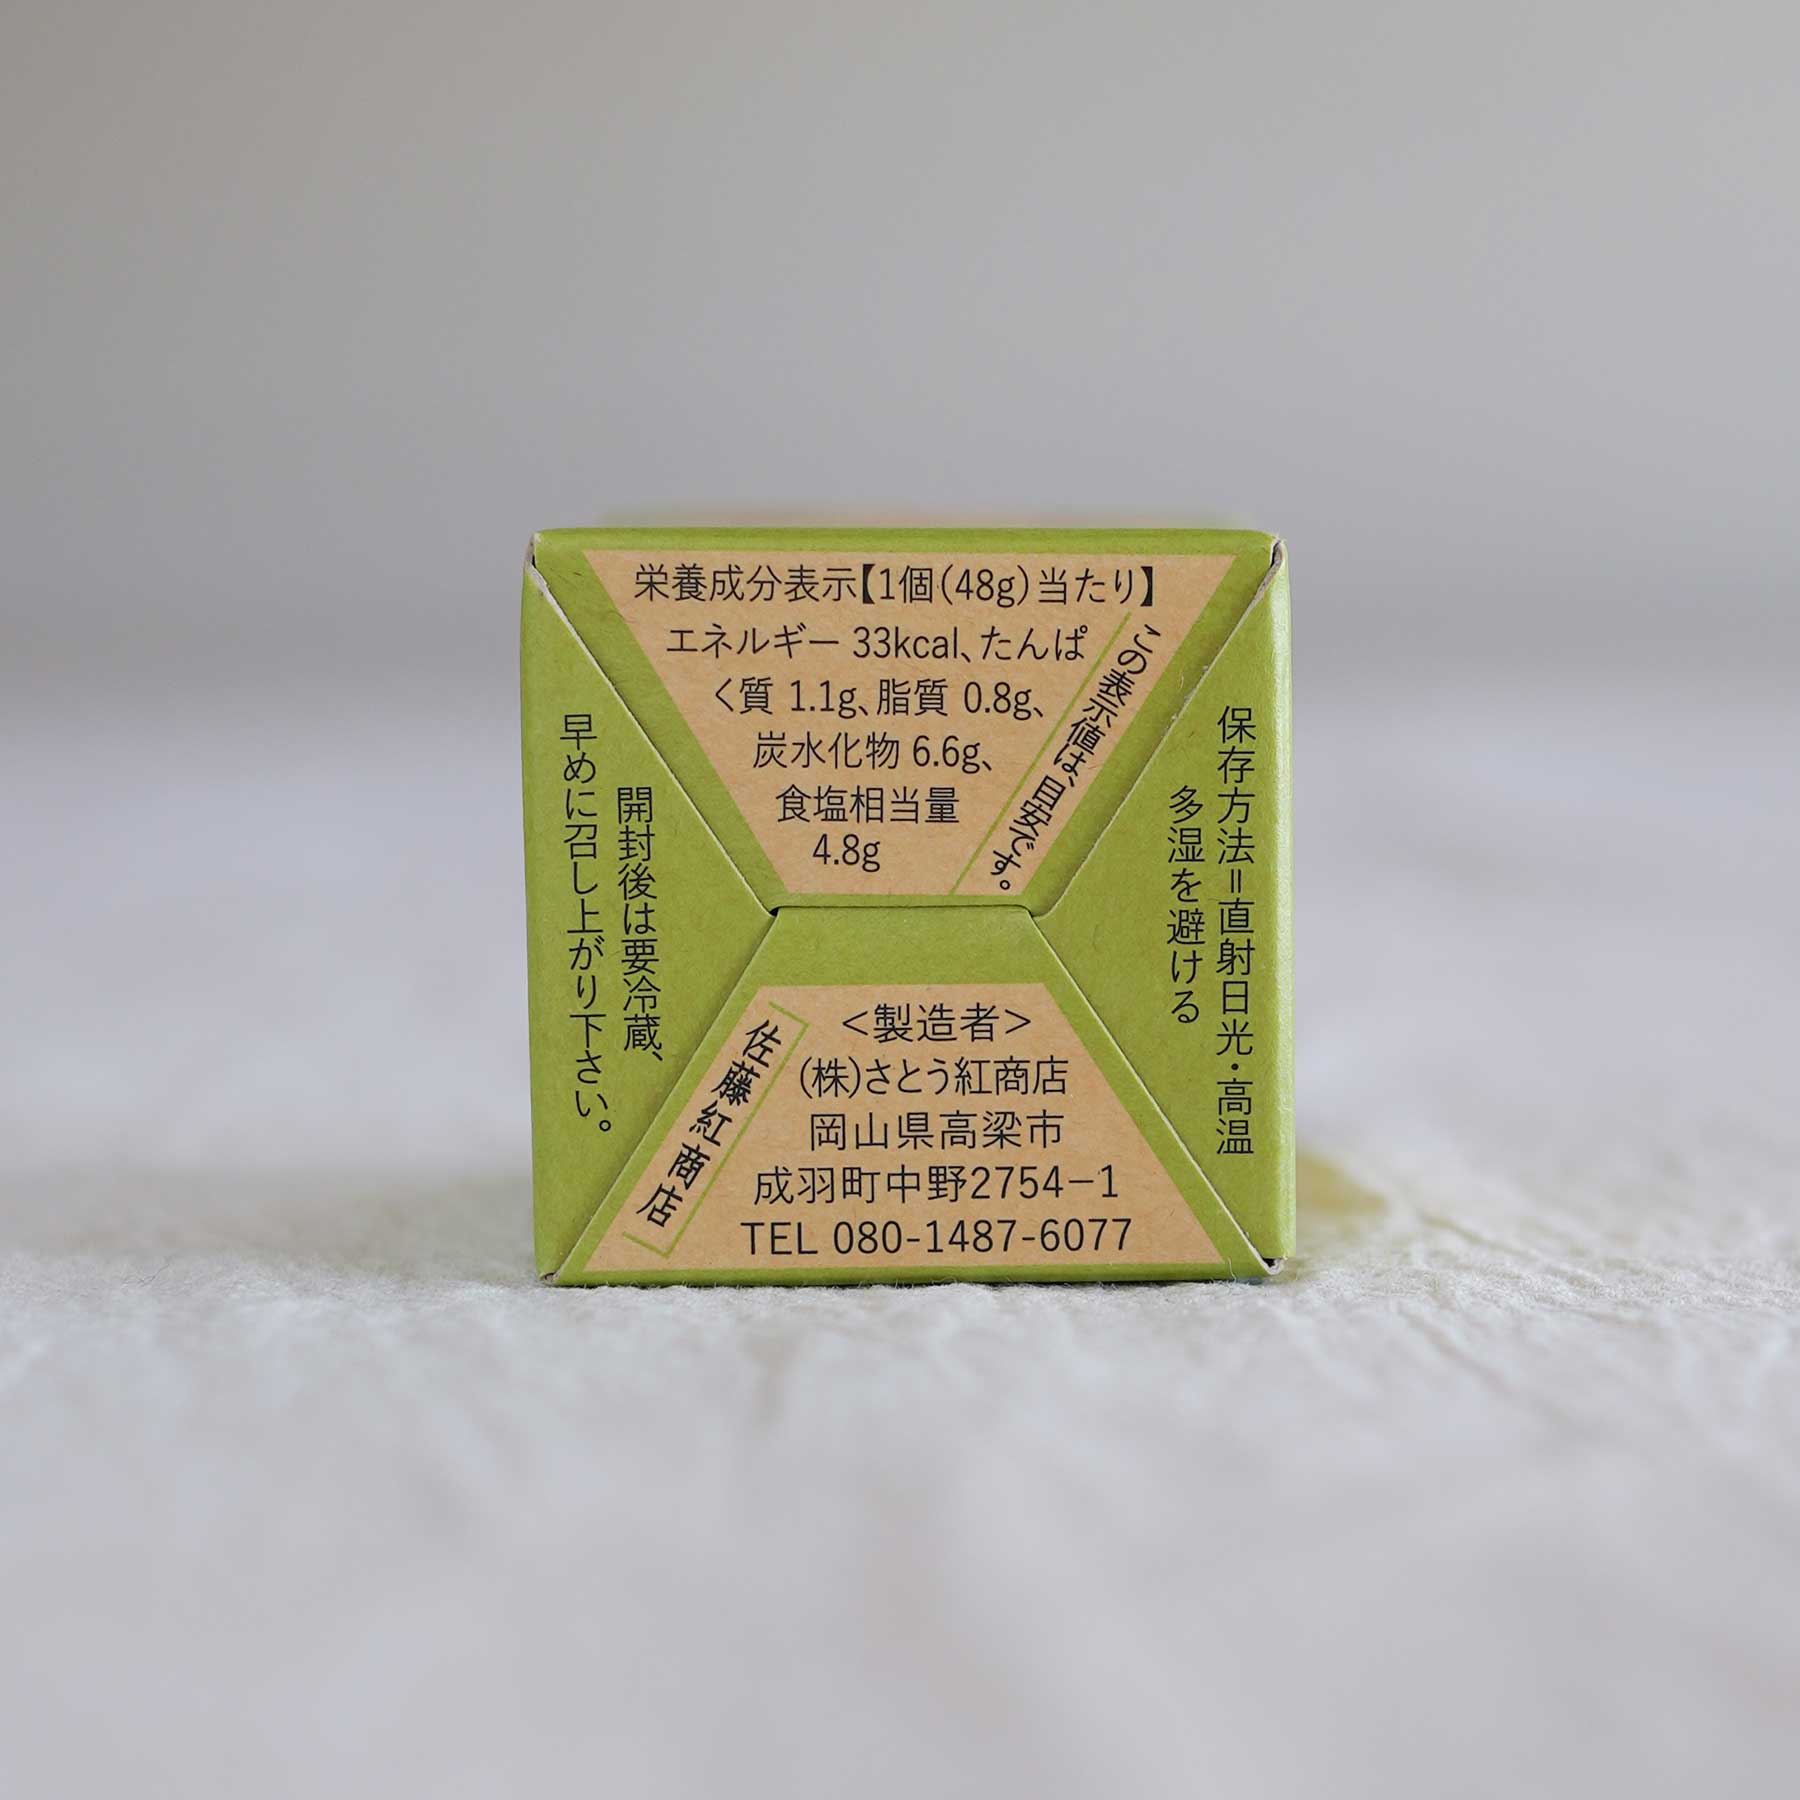 栄養成分表示【1個(48g)当たり】
エネルギー 33kcal、たんぱ
く質 1.1g、脂質 0.8g、
炭水化物 6.6g、
食塩相当量
4.8g
この表示値は、目安です。
保存方法=直射日光・高温
多湿を避ける
開封後は要冷蔵、
早めに召し上がり下さい。
佐藤紅商店
<製造者>
(株)さとう紅商店
岡山県高梁市
成羽町中野2754-1
TEL 080-1487-6077